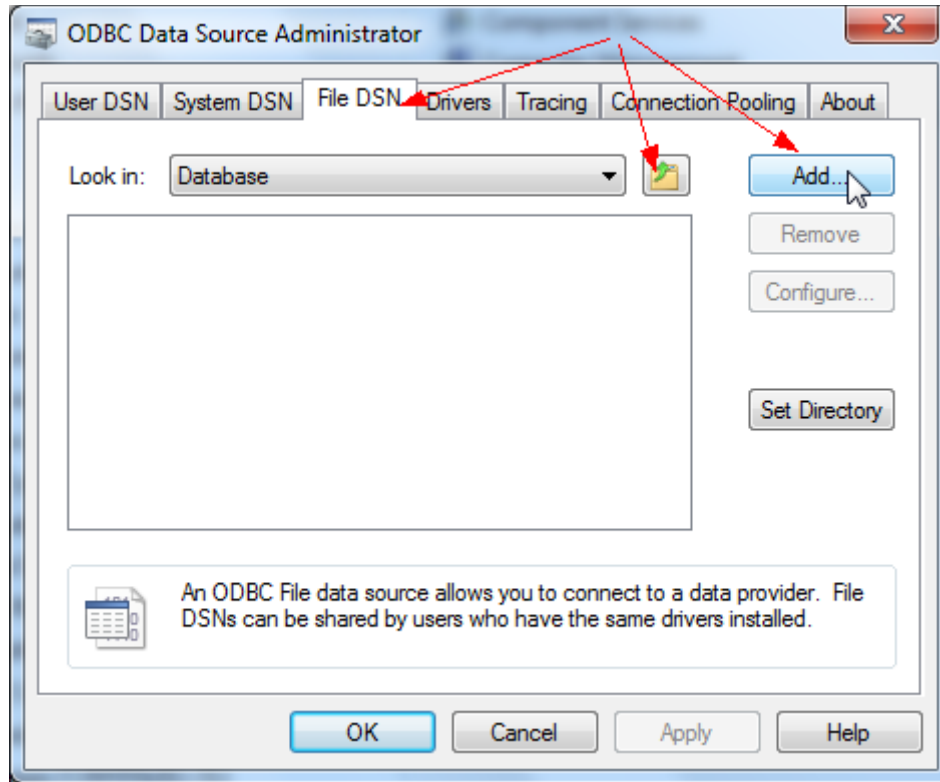 Component Services
ODBC Data Source Administrator
User DSN System DSN File DSN Drivers Tracing Connection Pooling About
Look in: Database Add...
Remove
Configure...
Set Directory
An ODBC File data source allows you to connect to a data provider. File
DSNs can be shared by users who have the same drivers installed.
OK Cancel Apply Help